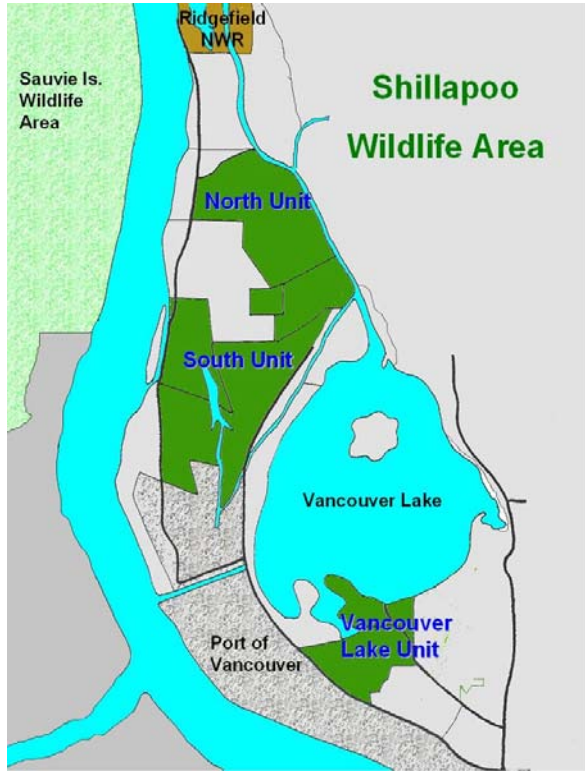 Ridgefield
NWR
Sauvie Is.
Wildlife
Area
Shillapoo
Wildlife Area
North Unit
South Unit
Vancouver Lake
Vancouver
Lake Unit
Port of
Vancouver